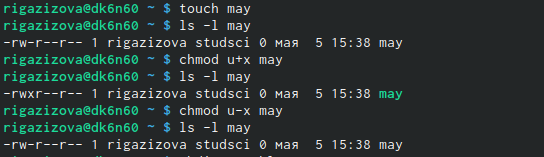 rigazizova@dk6n60 ~ $ touch may
rigazizova@dk6n60 ~ $ ls -l may
-rw-r--r-- 1 rigazizova studsci 0 мая  5 15:38 may
rigazizova@dk6n60 ~ $ chmod u+x may
rigazizova@dk6n60 ~ $ ls -l may
-rwxr--r-- 1 rigazizova studsci 0 мая  5 15:38 may
rigazizova@dk6n60 ~ $ chmod u-x may
rigazizova@dk6n60 ~ $ ls -l may
-rw-r--r-- 1 rigazizova studsci 0 мая  5 15:38 may